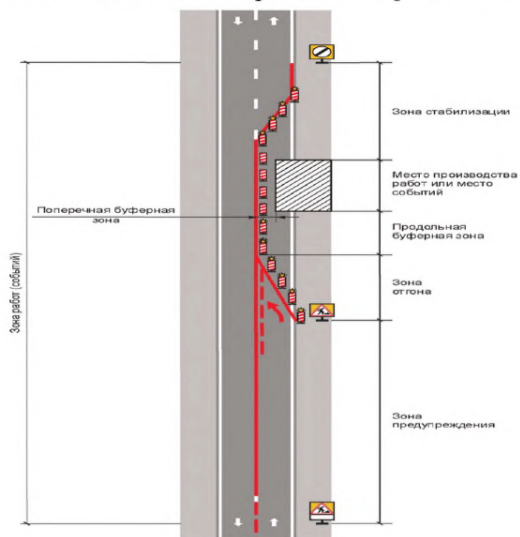 Зона стабилизации
Место производства
работ или место
событий
Поперечная буферная
зона
Продольная
буферная зона
Зона
отгона
Зона работ (событий)
Зона
предупреждения